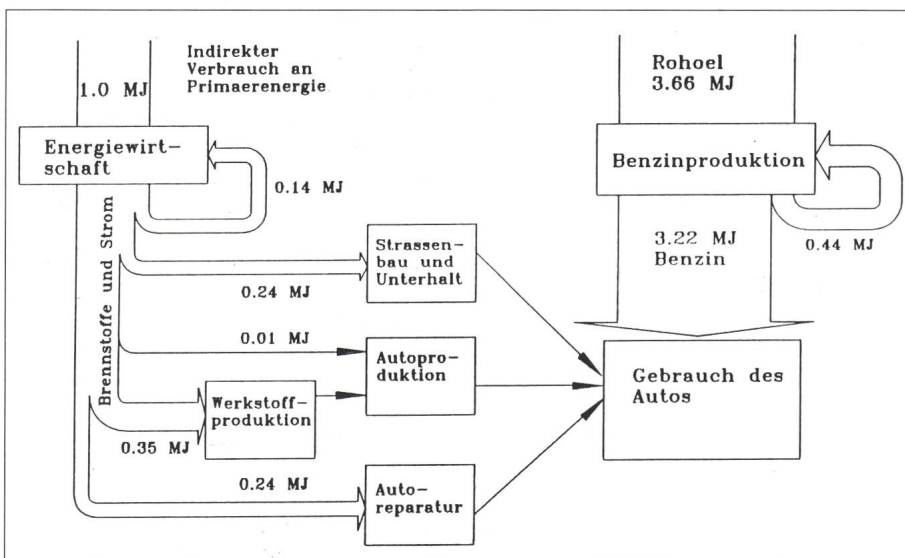 Indirekter
Verbrauch an
Primaerenergie
1.0 MJ
Energiewirt-
schaft
0.14 MJ
Brennstoffe und Strom
0.24 MJ
Strassen-
bau und
Unterhalt
0.01 MJ
Autopro-
duktion
Werkstoff-
produktion
0.35 MJ
0.24 MJ
Auto-
reparatur
Rohoel
3.66 MJ
Benzinproduktion
3.22 MJ
Benzin
0.44 MJ
Gebrauch des
Autos